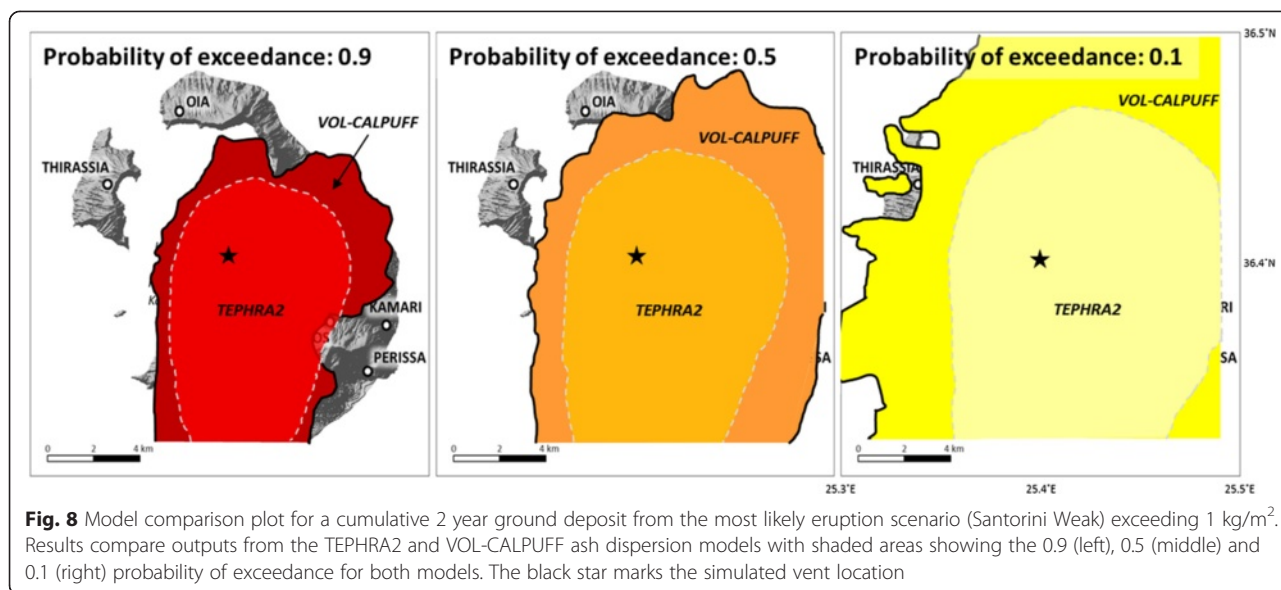 Probability of exceedance: 0.9
OIA
VOL-CALPUFF
THIRASSIA
TEPHRA2
KAMARI
PERISSA
0 2 4 km
Probability of exceedance: 0.5
OIA
VOL-CALPUFF
THIRASSIA
TEPHRA2
I
SA
0 2 4 km
Probability of exceedance: 0.1
VOL-CALPUFF
THIRASSIA
TEPHRA2
RI
SA
0 2 4 km
36.5°N
36.4°N
25.3°E
25.4°E
25.5°E
Fig. 8 Model comparison plot for a cumulative 2 year ground deposit from the most likely eruption scenario (Santorini Weak) exceeding 1 kg/m².
Results compare outputs from the TEPHRA2 and VOL-CALPUFF ash dispersion models with shaded areas showing the 0.9 (left), 0.5 (middle) and
0.1 (right) probability of exceedance for both models. The black star marks the simulated vent location